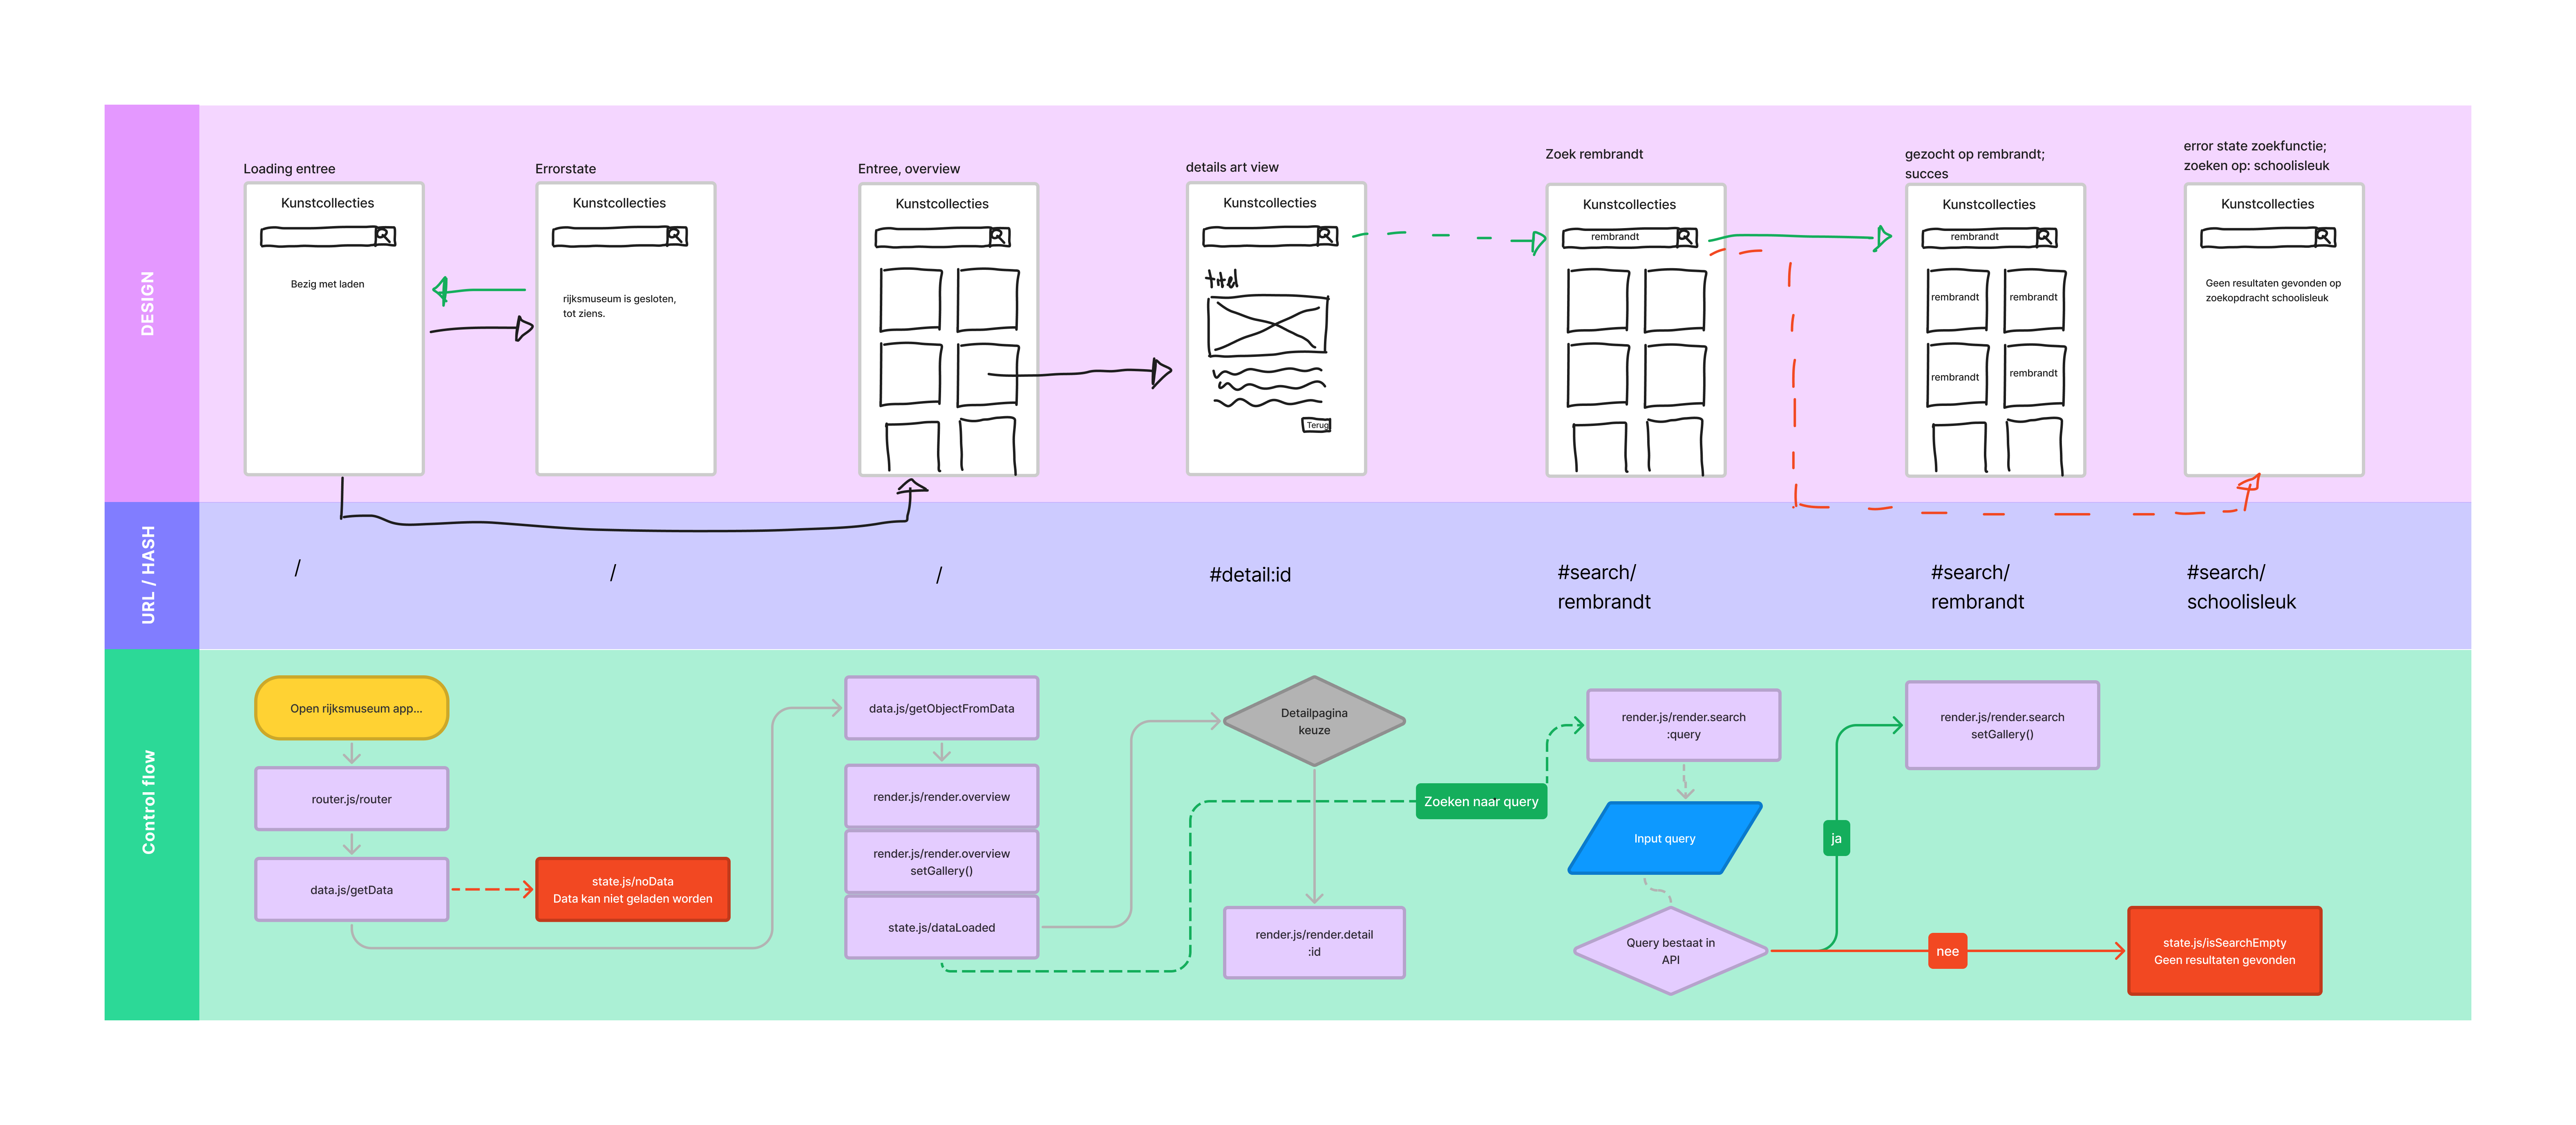 DESIGN
Loading entree
Kunstcollecties
Bezig met laden
Errorstate
Kunstcollecties
rijksmuseum is gesloten,
tot ziens.
Entree, overview
Kunstcollecties
details art view
Kunstcollecties
titel
Terug
Zoek rembrandt
Kunstcollecties
rembrandt
gezocht op rembrandt;
succes
Kunstcollecties
rembrandt
rembrandt
rembrandt
rembrandt
rembrandt
error state zoekfunctie;
zoeken op: schoolisleuk
Kunstcollecties
Geen resultaten gevonden op
zoekopdracht schoolisleuk
URL / HASH
/
/
/
#detail:id
#search/
rembrandt
#search/
rembrandt
#search/
schoolisleuk
Control flow
Open rijksmuseum app...
router.js/router
data.js/getData
state.js/noData
Data kan niet geladen worden
data.js/getObjectFromData
render.js/render.overview
render.js/render.overview
setGallery()
state.js/dataLoaded
Detailpagina
keuze
render.js/render.detail
:id
Zoeken naar query
render.js/render.search
:query
Input query
Query bestaat in
API
ja
nee
render.js/render.search
setGallery()
state.js/isSearchEmpty
Geen resultaten gevonden